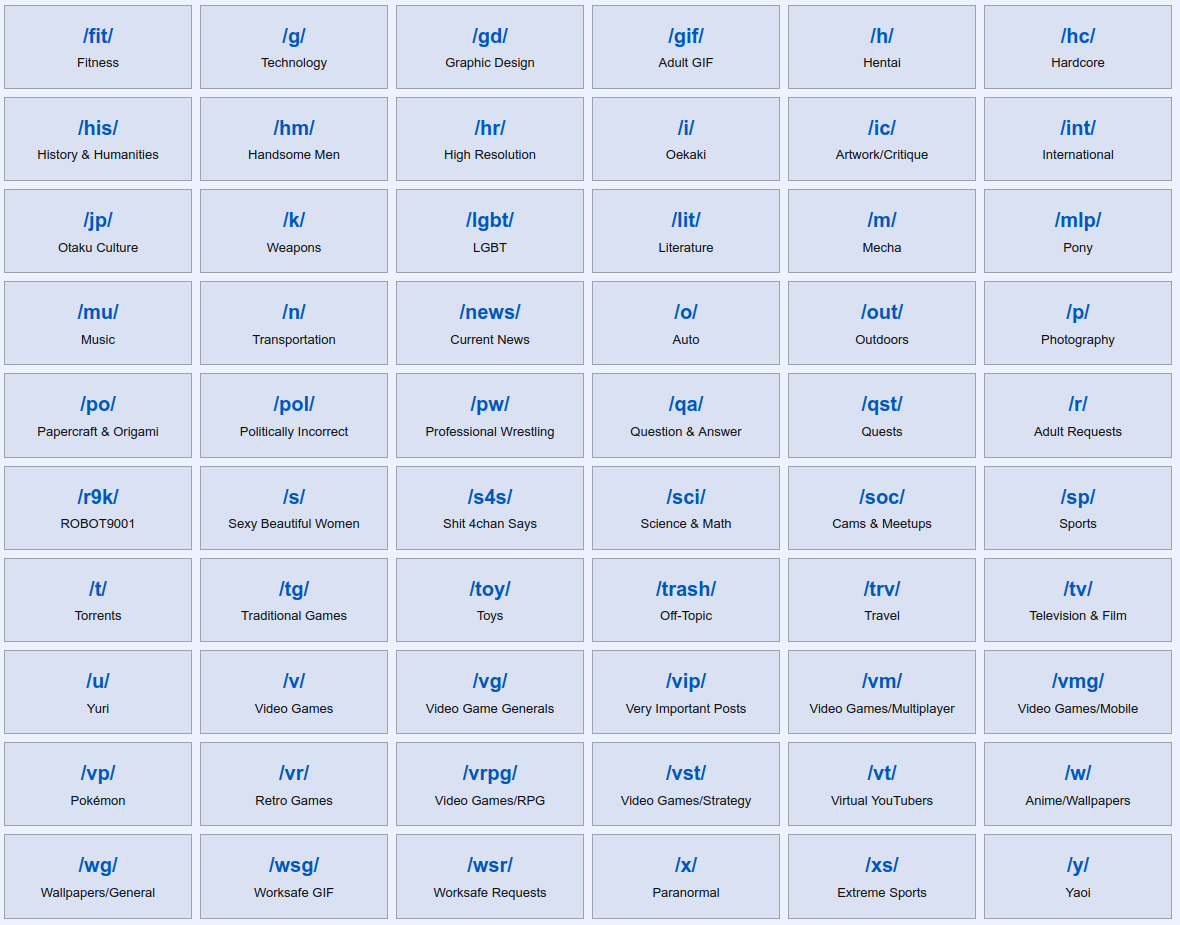 /fit/
Fitness
/g/
Technology
/gd/
Graphic Design
/gif/
Adult GIF
/h/
Hentai
/hc/
Hardcore
/his/
History & Humanities
/hm/
Handsome Men
/hr/
High Resolution
/i/
Oekaki
/ic/
Artwork/Critique
/int/
International
/jp/
Otaku Culture
/k/
Weapons
/lgbt/
LGBT
/lit/
Literature
/m/
Mecha
/mlp/
Pony
/mu/
Music
/n/
Transportation
/news/
Current News
/o/
Auto
/out/
Outdoors
/p/
Photography
/po/
Papercraft & Origami
/pol/
Politically Incorrect
/pw/
Professional Wrestling
/qa/
Question & Answer
/qst/
Quests
/r/
Adult Requests
/r9k/
ROBOT9001
/s/
Sexy Beautiful Women
/s4s/
Shit 4chan Says
/sci/
Science & Math
/soc/
Cams & Meetups
/sp/
Sports
/t/
Torrents
/tg/
Traditional Games
/toy/
Toys
/trash/
Off-Topic
/trv/
Travel
/tv/
Television & Film
/u/
Yuri
/v/
Video Games
/vg/
Video Game Generals
/vip/
Very Important Posts
/vm/
Video Games/Multiplayer
/vmg/
Video Games/Mobile
/vp/
Pokémon
/vr/
Retro Games
/vrpg/
Video Games/RPG
/vst/
Video Games/Strategy
/vt/
Virtual YouTubers
/w/
Anime/Wallpapers
/wg/
Wallpapers/General
/wsg/
Worksafe GIF
/wsr/
Worksafe Requests
/x/
Paranormal
/xs/
Extreme Sports
/y/
Yaoi